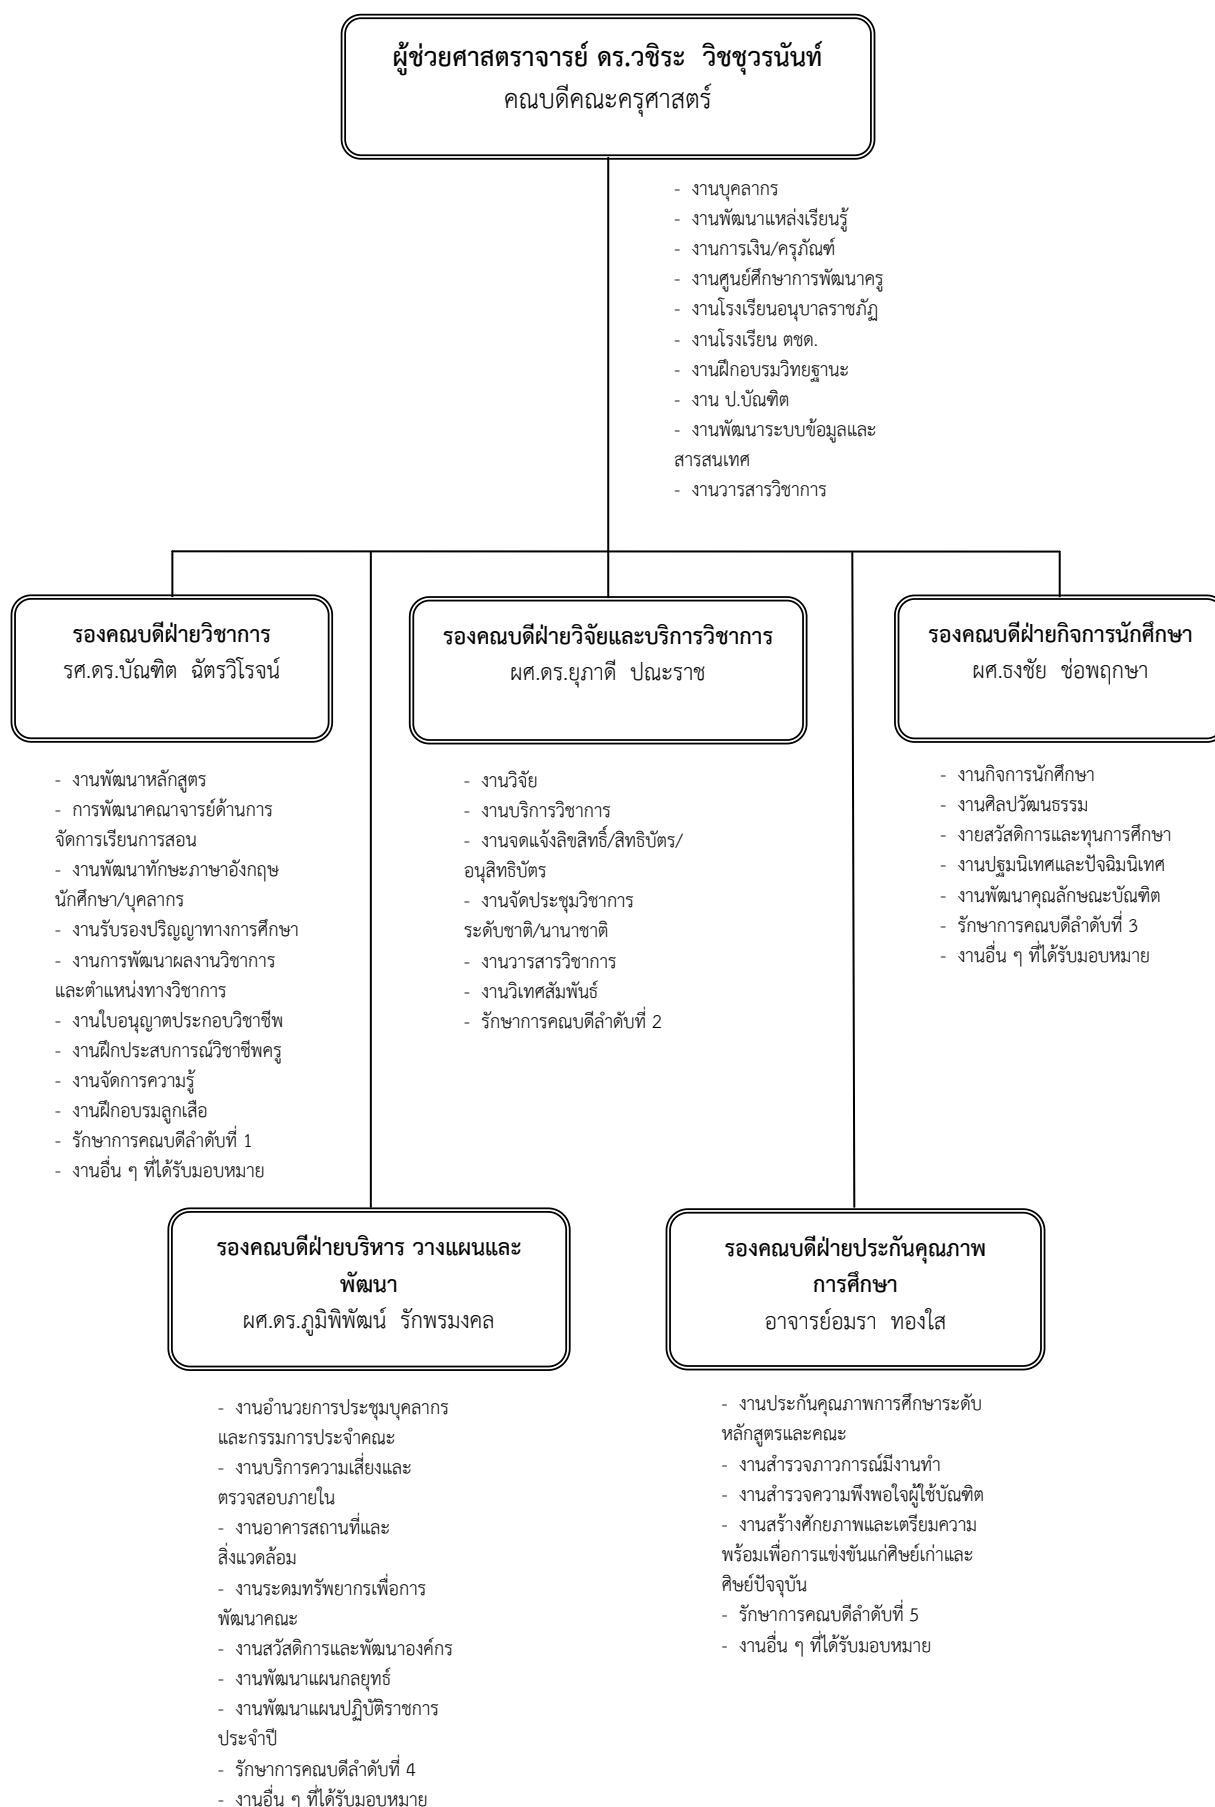 ผู้ช่วยศาสตราจารย์ ดร.วชิระ วิชชุวรนันท์
คณบดีคณะครุศาสตร์
- งานบุคลากร
- งานพัฒนาแหล่งเรียนรู้
- งานการเงิน/ครุภัณฑ์
- งานศูนย์ศึกษาการพัฒนาครู
- งานโรงเรียนอนุบาลราชภัฏ
- งานโรงเรียน ตชด.
- งานฝึกอบรมวิทยฐานะ
- งาน ป.บัณฑิต
- งานพัฒนาระบบข้อมูลและ
สารสนเทศ
- งานวารสารวิชาการ
รองคณบดีฝ่ายวิชาการ
รศ.ดร.บัณฑิต ฉัตรวิโรจน์
- งานพัฒนาหลักสูตร
- การพัฒนาคณาจารย์ด้านการ
จัดการเรียนการสอน
- งานพัฒนาทักษะภาษาอังกฤษ
นักศึกษา/บุคลากร
- งานรับรองปริญญาทางการศึกษา
- งานการพัฒนาผลงานวิชาการ
และตำแหน่งทางวิชาการ
- งานใบอนุญาตประกอบวิชาชีพ
- งานฝึกประสบการณ์วิชาชีพครู
- งานจัดการความรู้
- งานฝึกอบรมลูกเสือ
- รักษาการคณบดีลำดับที่ 1
- งานอื่น ๆ ที่ได้รับมอบหมาย
รองคณบดีฝ่ายวิจัยและบริการวิชาการ
ผศ.ดร.ยุภาดี ปณะราช
- งานวิจัย
- งานบริการวิชาการ
- งานจดแจ้งลิขสิทธิ์/สิทธิบัตร/
อนุสิทธิบัตร
- งานจัดประชุมวิชาการ
ระดับชาติ/นานาชาติ
- งานวารสารวิชาการ
- งานวิเทศสัมพันธ์
- รักษาการคณบดีลำดับที่ 2
รองคณบดีฝ่ายกิจการนักศึกษา
ผศ.ธงชัย ช่อพฤกษา
- งานกิจการนักศึกษา
- งานศิลปวัฒนธรรม
- งายสวัสดิการและทุนการศึกษา
- งานปฐมนิเทศและปัจฉิมนิเทศ
- งานพัฒนาคุณลักษณะบัณฑิต
- รักษาการคณบดีลำดับที่ 3
- งานอื่น ๆ ที่ได้รับมอบหมาย
รองคณบดีฝ่ายบริหาร วางแผนและ
พัฒนา
ผศ.ดร.ภูมิพิพัฒน์ รักพรมงคล
- งานอำนวยการประชุมบุคลากร
และกรรมการประจำคณะ
- งานบริการความเสี่ยงและ
ตรวจสอบภายใน
- งานอาคารสถานที่และ
สิ่งแวดล้อม
- งานระดมทรัพยากรเพื่อการ
พัฒนาคณะ
- งานสวัสดิการและพัฒนาองค์กร
- งานพัฒนาแผนกลยุทธ์
- งานพัฒนาแผนปฏิบัติราชการ
ประจำปี
- รักษาการคณบดีลำดับที่ 4
- งานอื่น ๆ ที่ได้รับมอบหมาย
รองคณบดีฝ่ายประกันคุณภาพ
การศึกษา
อาจารย์อมรา ทองใส
- งานประกันคุณภาพการศึกษาระดับ
หลักสูตรและคณะ
- งานสำรวจภาวการณ์มีงานทำ
- งานสำรวจความพึงพอใจผู้ใช้บัณฑิต
- งานสร้างศักยภาพและเตรียมความ
พร้อมเพื่อการแข่งขันแก่ศิษย์เก่าและ
ศิษย์ปัจจุบัน
- รักษาการคณบดีลำดับที่ 5
- งานอื่น ๆ ที่ได้รับมอบหมาย